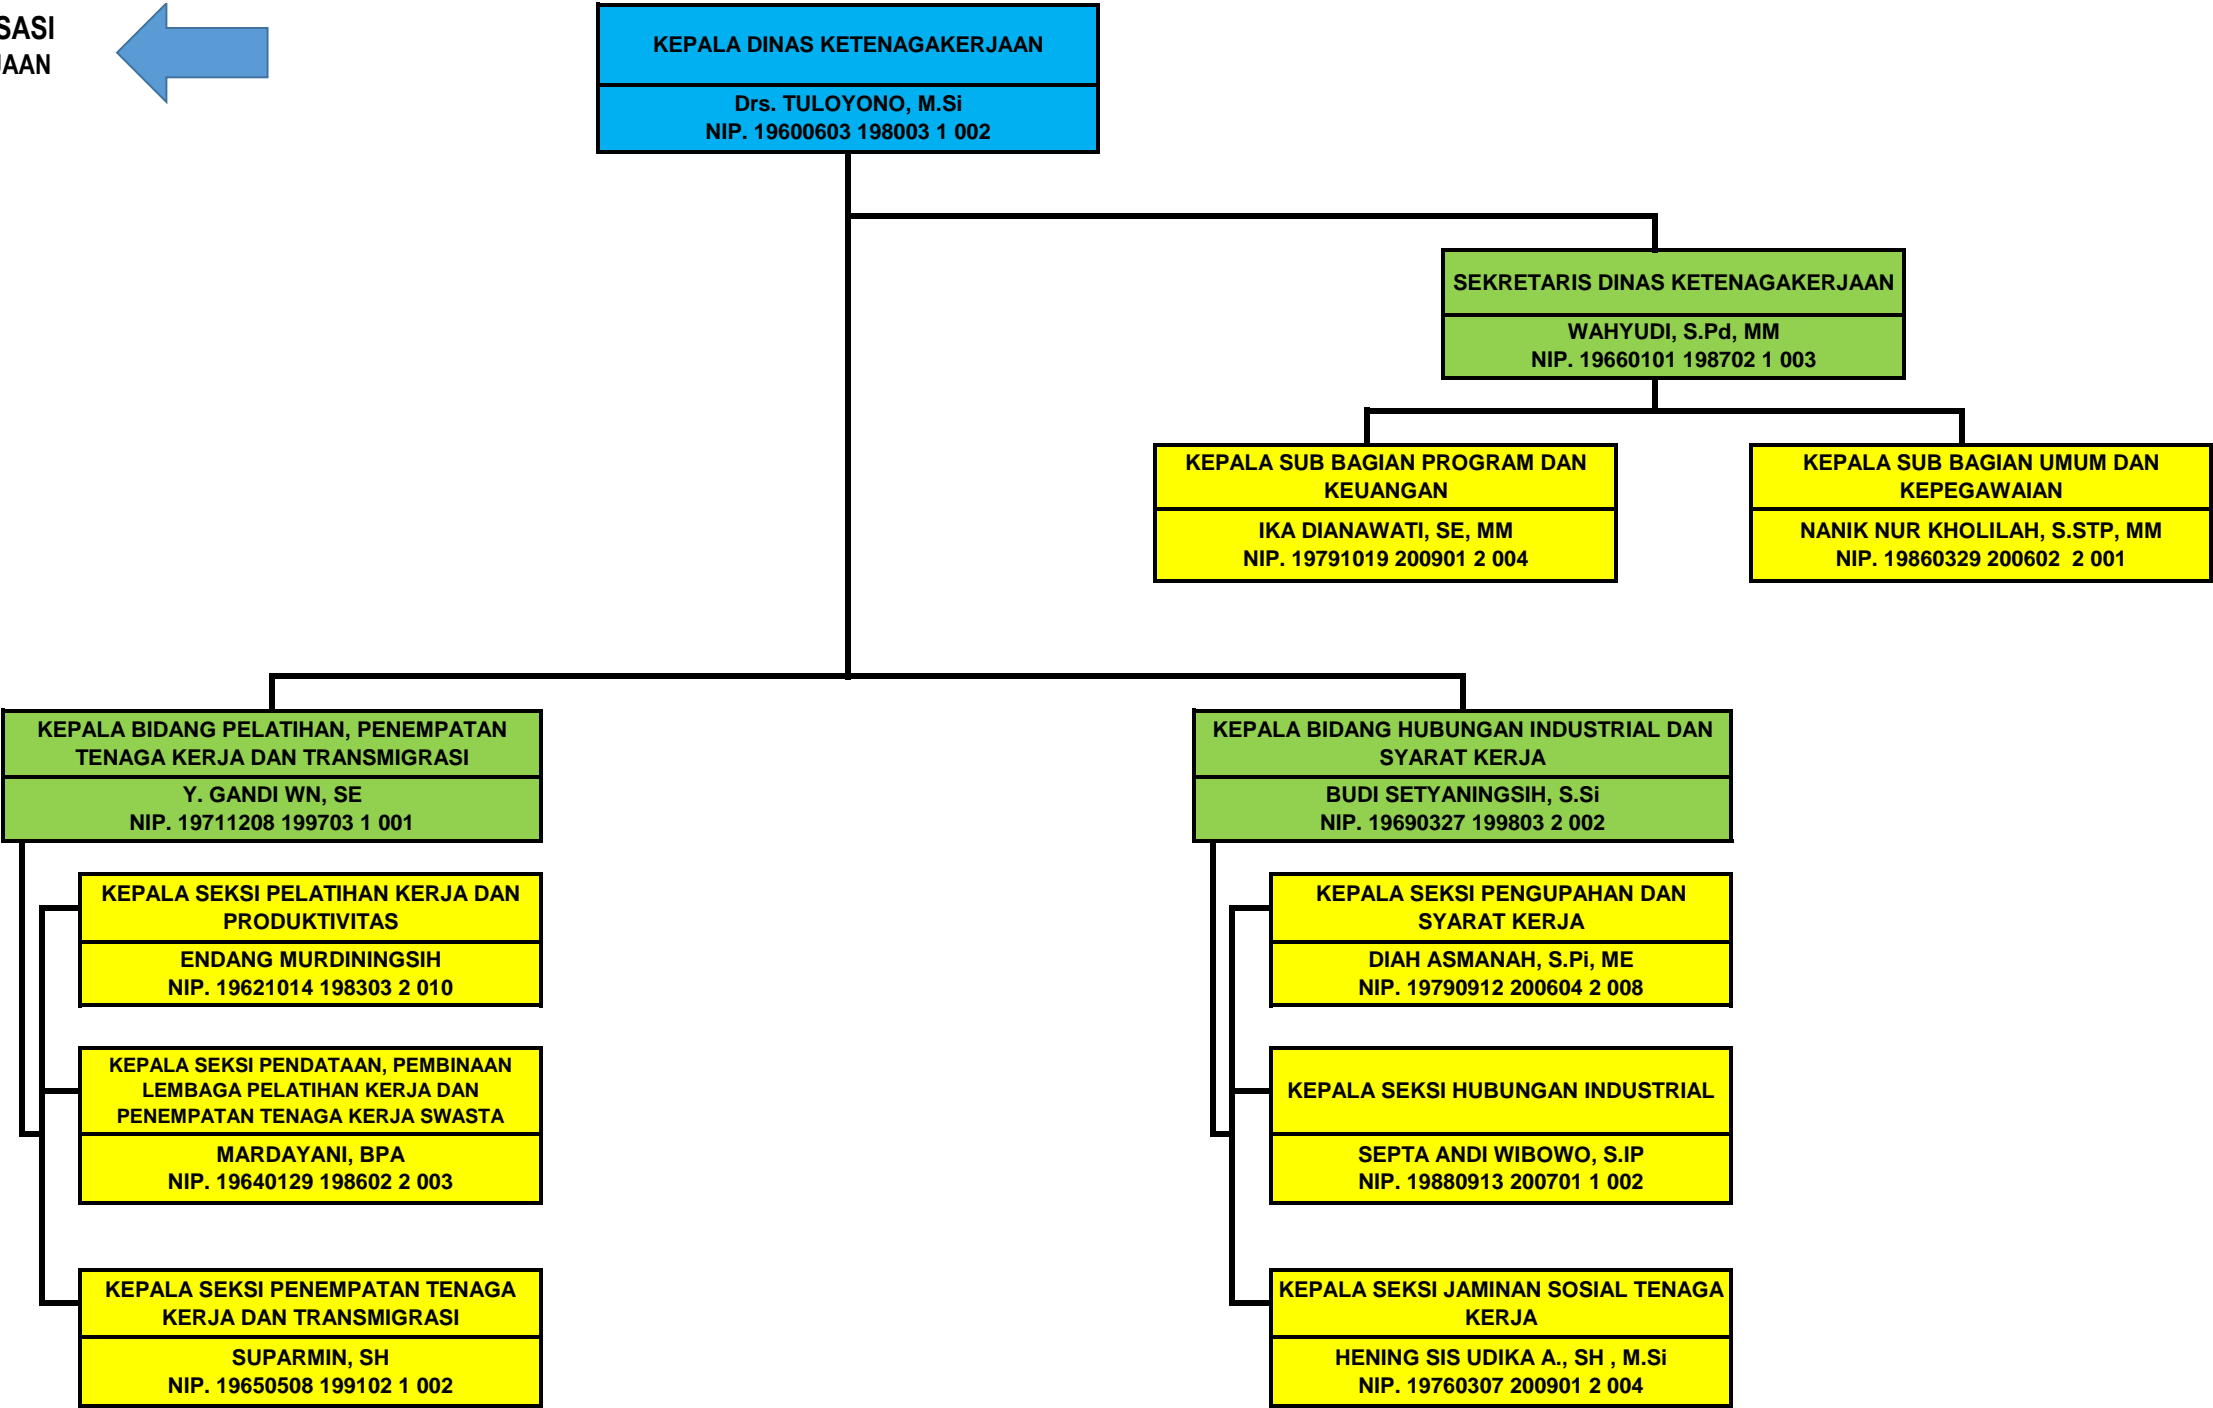 SASI
JAAN
KEPALA DINAS KETENAGAKERJAAN
Drs. TULOYONO, M.Si
NIP. 19600603 198003 1 002
SEKRETARIS DINAS KETENAGAKERJAAN
WAHYUDI, S.Pd, MM
NIP. 19660101 198702 1 003
KEPALA SUB BAGIAN PROGRAM DAN
KEUANGAN
IKA DIANAWATI, SE, MM
NIP. 19791019 200901 2 004
KEPALA SUB BAGIAN UMUM DAN
KEPEGAWAIAN
NANIK NUR KHOLILAH, S.STP, MM
NIP. 19860329 200602  2 001
KEPALA BIDANG PELATIHAN, PENEMPATAN
TENAGA KERJA DAN TRANSMIGRASI
Y. GANDI WN, SE
NIP. 19711208 199703 1 001
KEPALA SEKSI PELATIHAN KERJA DAN
PRODUKTIVITAS
ENDANG MURDININGSIH
NIP. 19621014 198303 2 010
KEPALA SEKSI PENDATAAN, PEMBINAAN
LEMBAGA PELATIHAN KERJA DAN
PENEMPATAN TENAGA KERJA SWASTA
MARDAYANI, BPA
NIP. 19640129 198602 2 003
KEPALA SEKSI PENEMPATAN TENAGA
KERJA DAN TRANSMIGRASI
SUPARMIN, SH
NIP. 19650508 199102 1 002
KEPALA BIDANG HUBUNGAN INDUSTRIAL DAN
SYARAT KERJA
BUDI SETYANINGSIH, S.Si
NIP. 19690327 199803 2 002
KEPALA SEKSI PENGUPAHAN DAN
SYARAT KERJA
DIAH ASMANAH, S.Pi, ME
NIP. 19790912 200604 2 008
KEPALA SEKSI HUBUNGAN INDUSTRIAL
SEPTA ANDI WIBOWO, S.IP
NIP. 19880913 200701 1 002
KEPALA SEKSI JAMINAN SOSIAL TENAGA
KERJA
HENING SIS UDIKA A., SH , M.Si
NIP. 19760307 200901 2 004